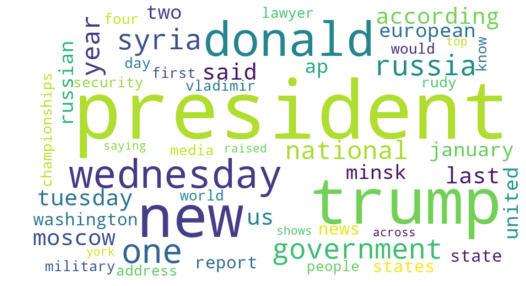 four two lawyer according
year syria donald european
would top know
russian day first said ap russia
security vladimir rudy
championships president
saying media raised national january
wednesday minsk last
tuesday world trump united
washington new us
moscow one shows news across
york government state
military address report people states